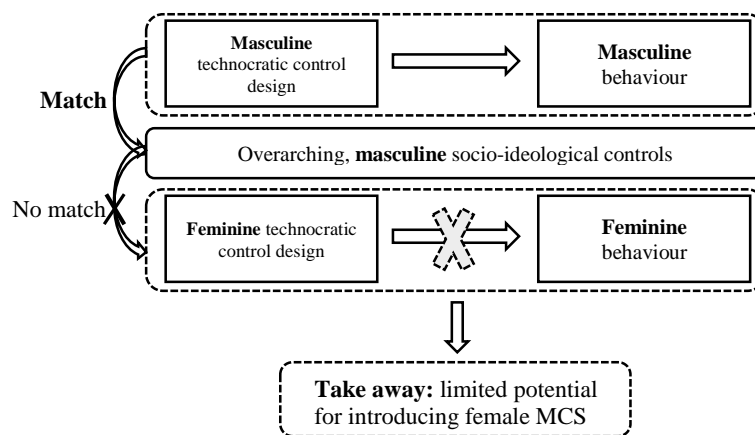 Masculine
technocratic control
design
Masculine
behaviour
Match
Overarching, masculine socio-ideological controls
No match
Feminine technocratic
control design
Feminine
behaviour
Take away: limited potential
for introducing female MCS